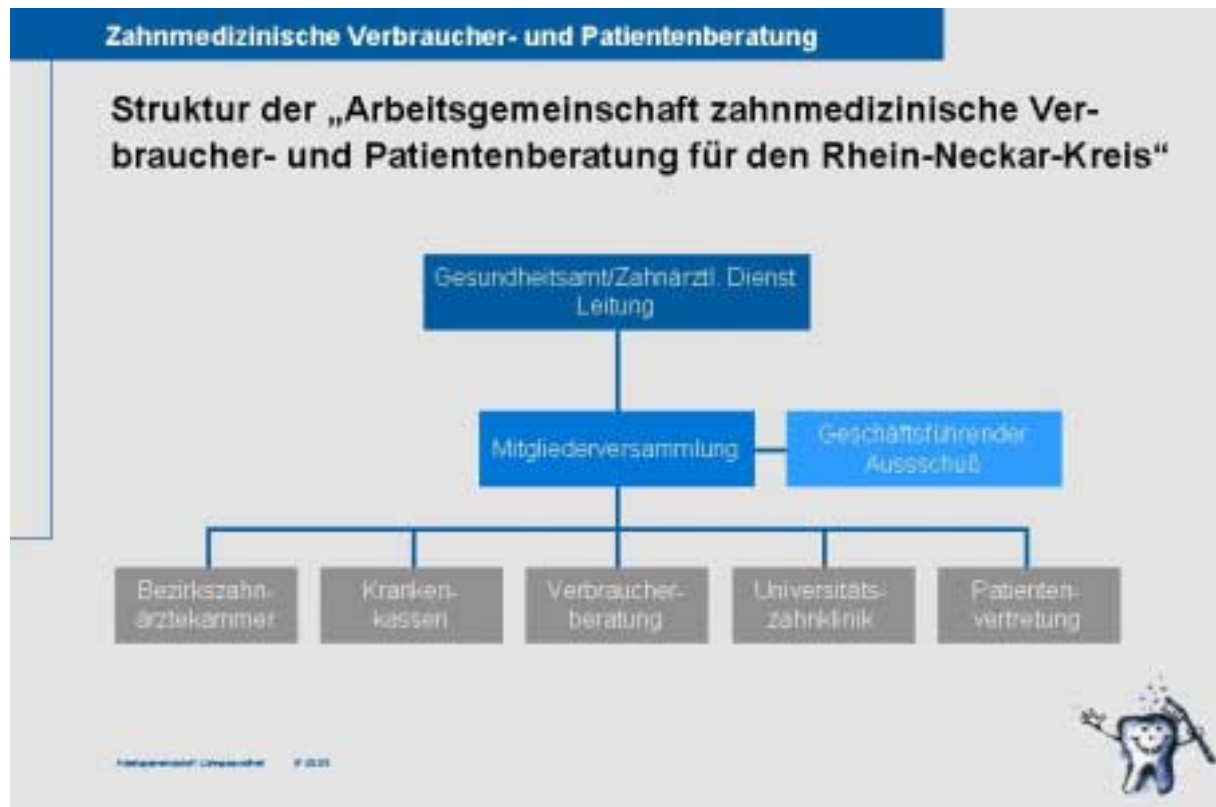 Zahnmedizinische Verbraucher- und Patientenberatung
Struktur der „Arbeitsgemeinschaft zahnmedizinische Ver-
braucher- und Patientenberatung für den Rhein-Neckar-Kreis“
Gesundheitsamt/Zahnärztl. Dienst
Leitung
Mitgliederversammlung
Geschäftsführender
Aussschuß
Bezirkszahn-
ärztekammer
Kranken-
kassen
Verbraucher-
beratung
Universitäts-
zahnklinik
Patienten-
vertretung